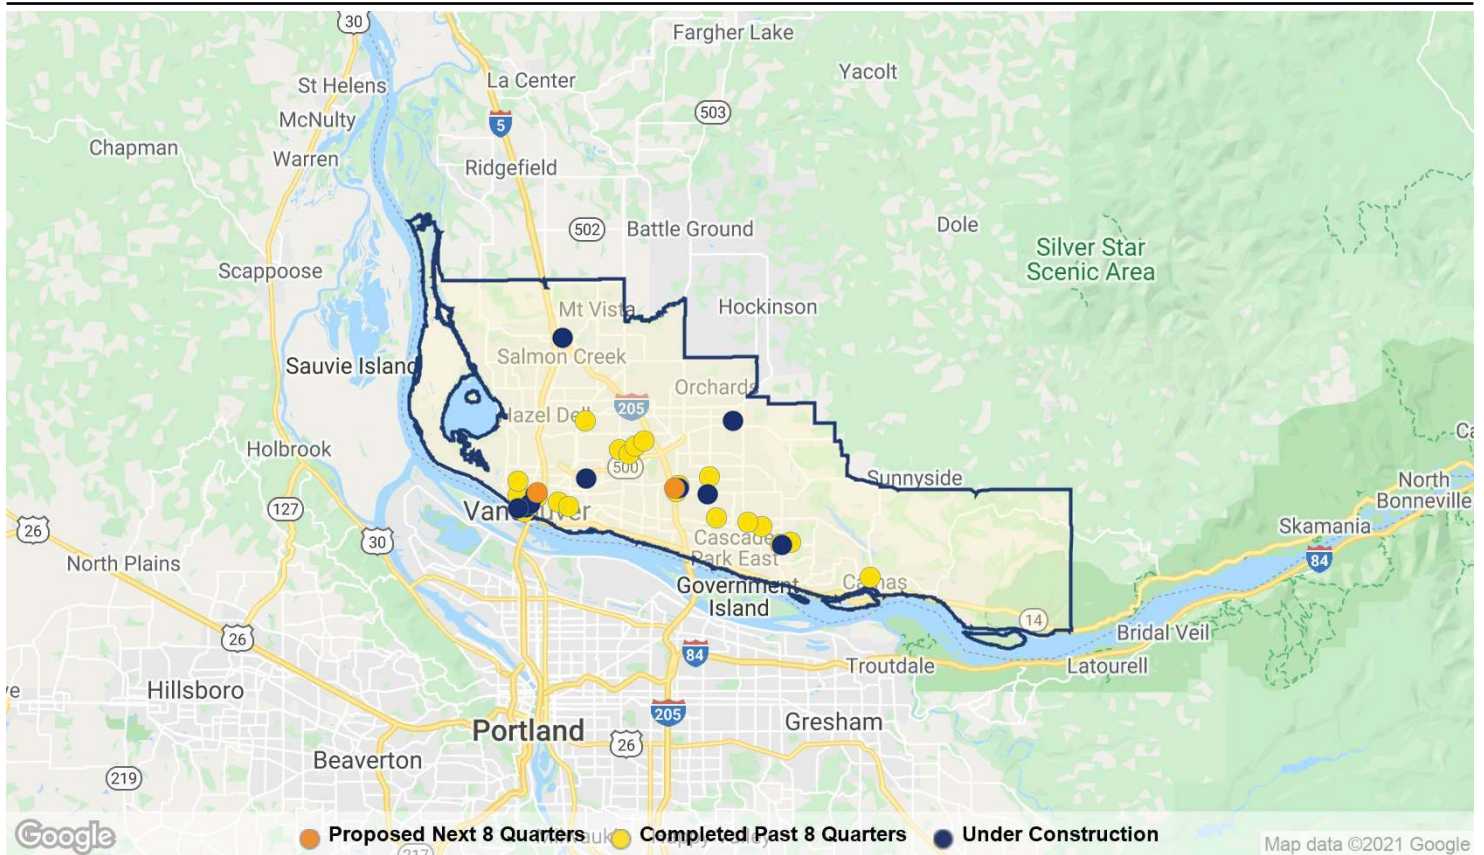 30
Fargher Lake
Yacolt
La Center
St Helens
503
McNulty
5
Chapman
Warren
Ridgefield
502
Battle Ground
Dole
Silver Star
Scenic Area
Scappoose
Mt Vista
Hockinson
Salmon Creek
Sauvie Island
Orchards
205
Hazel Dell
Holbrook
500
Sunnyside
North
Bonneville
127
Vancouver
26
30
Skamania
Cascade
Park East
84
North Plains
Government
Island
Camas
14
26
Bridal Veil
84
Troutdale
Latourell
Hillsboro
205
Gresham
Portland
26
Beaverton
219
Google
Proposed Next 8 Quarters
Completed Past 8 Quarters
Under Construction
217
Map data ©2021 Google